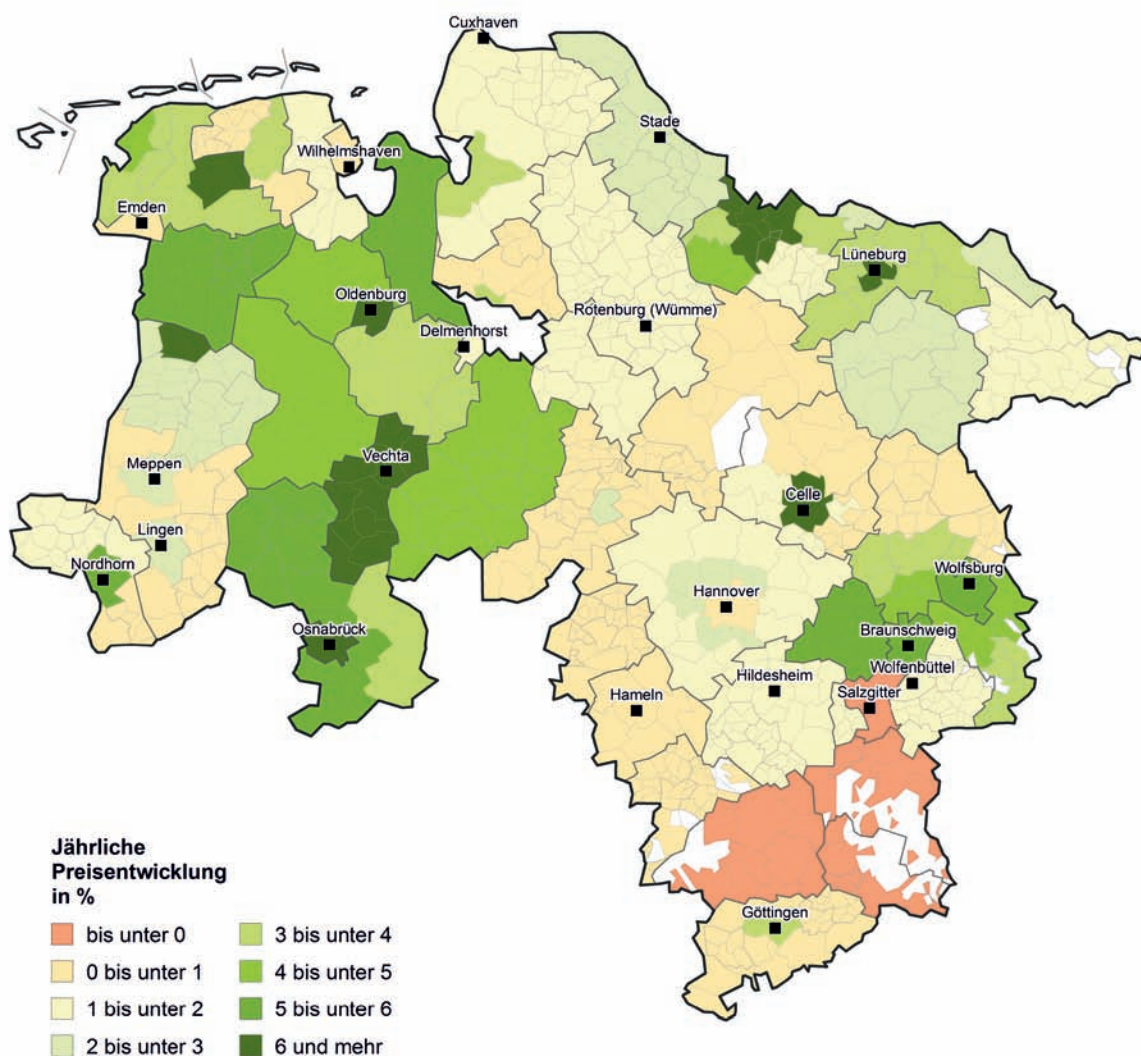 Cuxhaven
Stade
Wilhelmshaven
Emden
Lüneburg
Oldenburg
Rotenburg (Wümme)
Delmenhorst
Vechta
Meppen
Celle
Lingen
Nordhorn
Wolfsburg
Hannover
Osnabrück
Braunschweig
Wolfenbüttel
Hildesheim
Salzgitter
Hameln
Göttingen
Jährliche
Preisentwicklung
in %
bis unter 0
0 bis unter 1
1 bis unter 2
2 bis unter 3
3 bis unter 4
4 bis unter 5
5 bis unter 6
6 und mehr